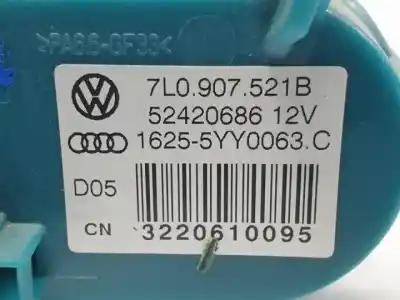 >PA66-GF30<
7L0.907.521B
52420686 12V
1625-5YY0063.C
D05
CN 3220610095